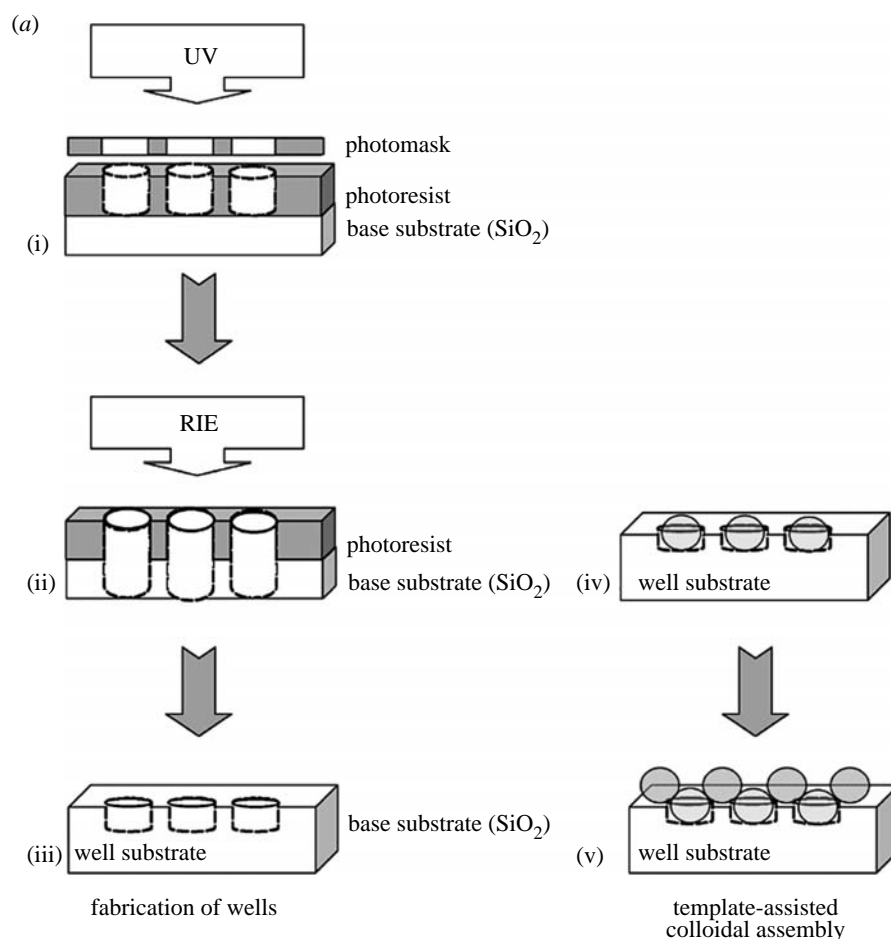 (a)
UV
photomask
photoresist
base substrate (SiO2)
(i)
RIE
photoresist
base substrate (SiO2)
(ii)
well substrate
(iii)
base substrate (SiO2)
fabrication of wells
(iv)
well substrate
(v)
well substrate
template-assisted
colloidal assembly